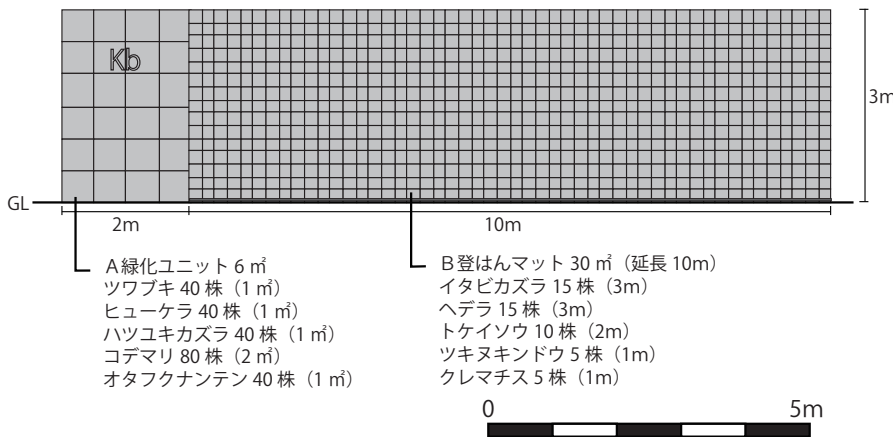 Kb
3m
GL
2m
10m
A緑化ユニット 6 ㎡
ツワブキ 40 株（1 ㎡）
ヒューケラ 40 株（1 ㎡）
ハツユキカズラ 40 株（1 ㎡）
コデマリ 80 株（2 ㎡）
オタフクナンテン 40 株（1 ㎡）
B登はんマット 30 ㎡（延長 10m）
イタビカズラ 15 株（3m）
ヘデラ 15 株（3m）
トケイソウ 10 株（2m）
ツキヌキンドウ 5 株（1m）
クレマチス 5 株（1m）
0
5m